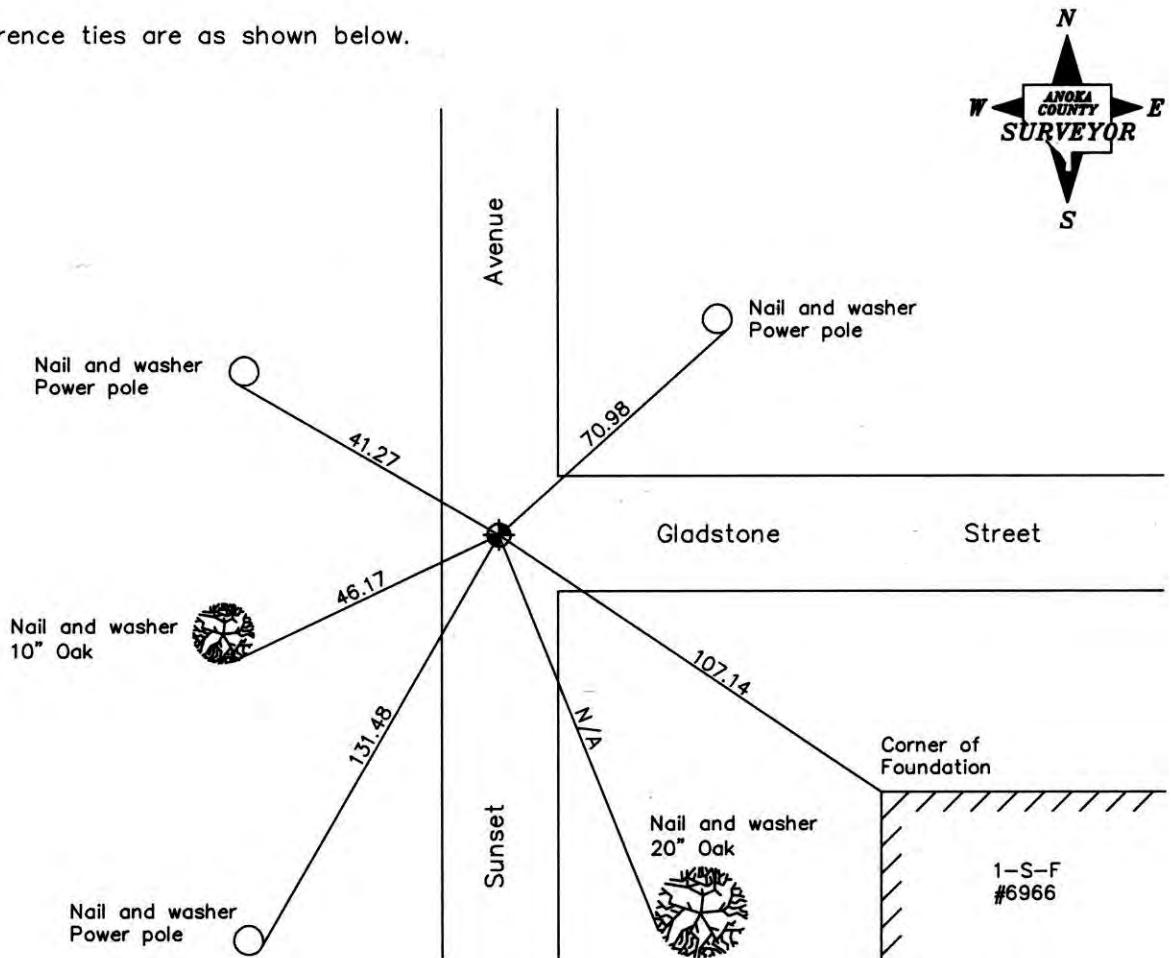 rence ties are as shown below.
N
W
ANOKA
COUNTY
E
SURVEYOR
S
Avenue
Nail and washer
Power pole
Nail and washer
Power pole
41.27
70.98
Gladstone Street
46.17
Nail and washer
10" Oak
131.48
N/A
107.14
Corner of
Foundation
Sunset
Nail and washer
20" Oak
1-S-F
#6966
Nail and washer
Power pole